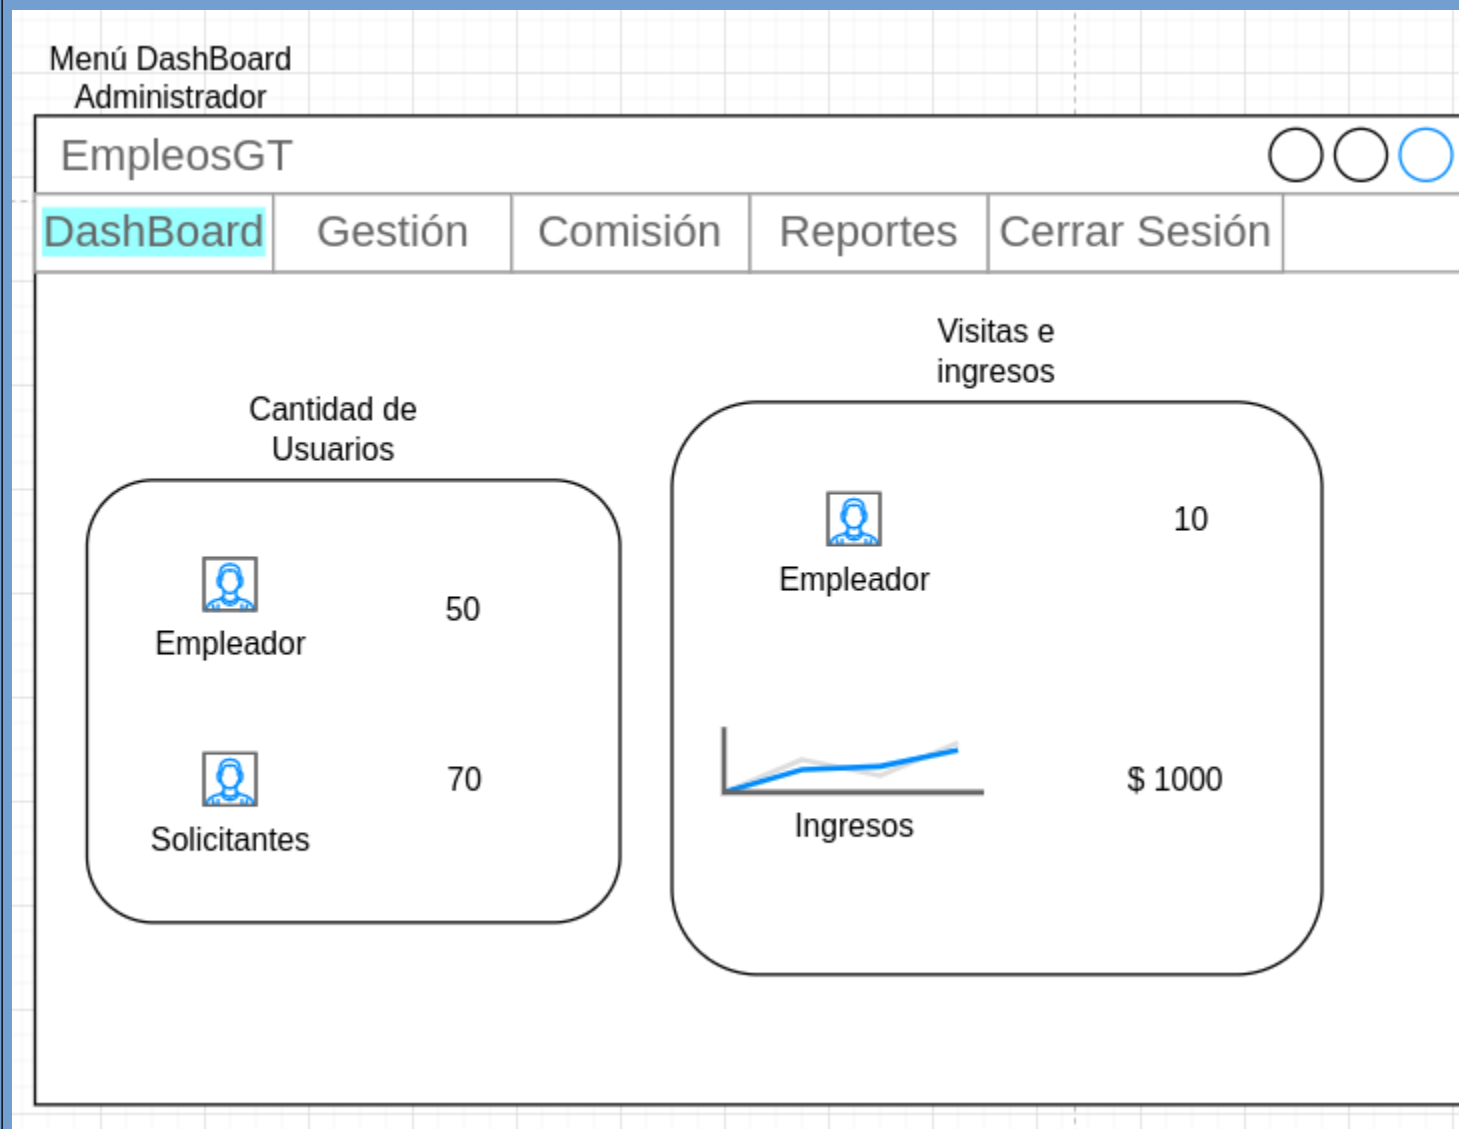 Menú DashBoard
Administrador
EmpleosGT
DashBoard Gestión Comisión Reportes Cerrar Sesión
Cantidad de
Usuarios
Empleador 50
Solicitantes 70
Visitas e
ingresos
Empleador 10
Ingresos $ 1000